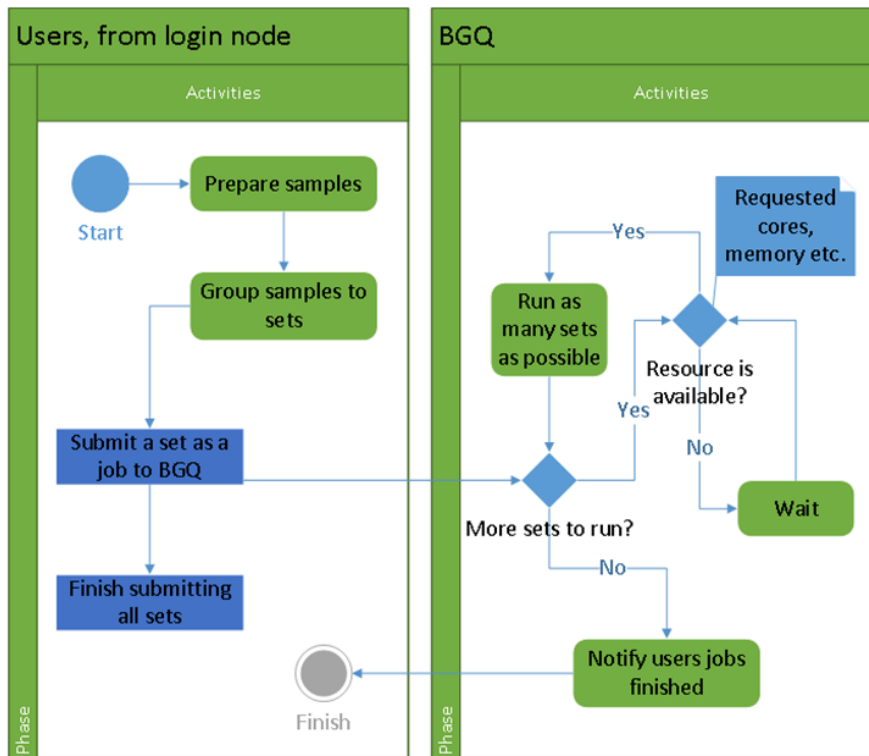 Users, from login node
Activities
Start
Prepare samples
Group samples to
sets
Submit a set as a
job to BGQ
Finish submitting
all sets
Finish
Phase
BGQ
Activities
Requested
cores,
memory etc.
Yes
Run as
many sets
as possible
Resource is
available?
Yes
No
Wait
More sets to run?
No
Notify users jobs
finished
Phase